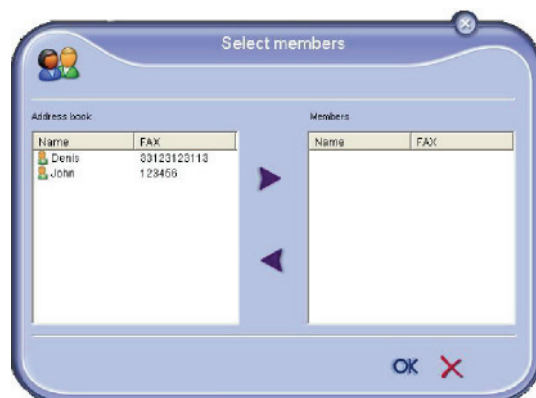 Select members
Address book
Members
Name FAX
Name FAX
Denis 33123123113
John 123456
OK